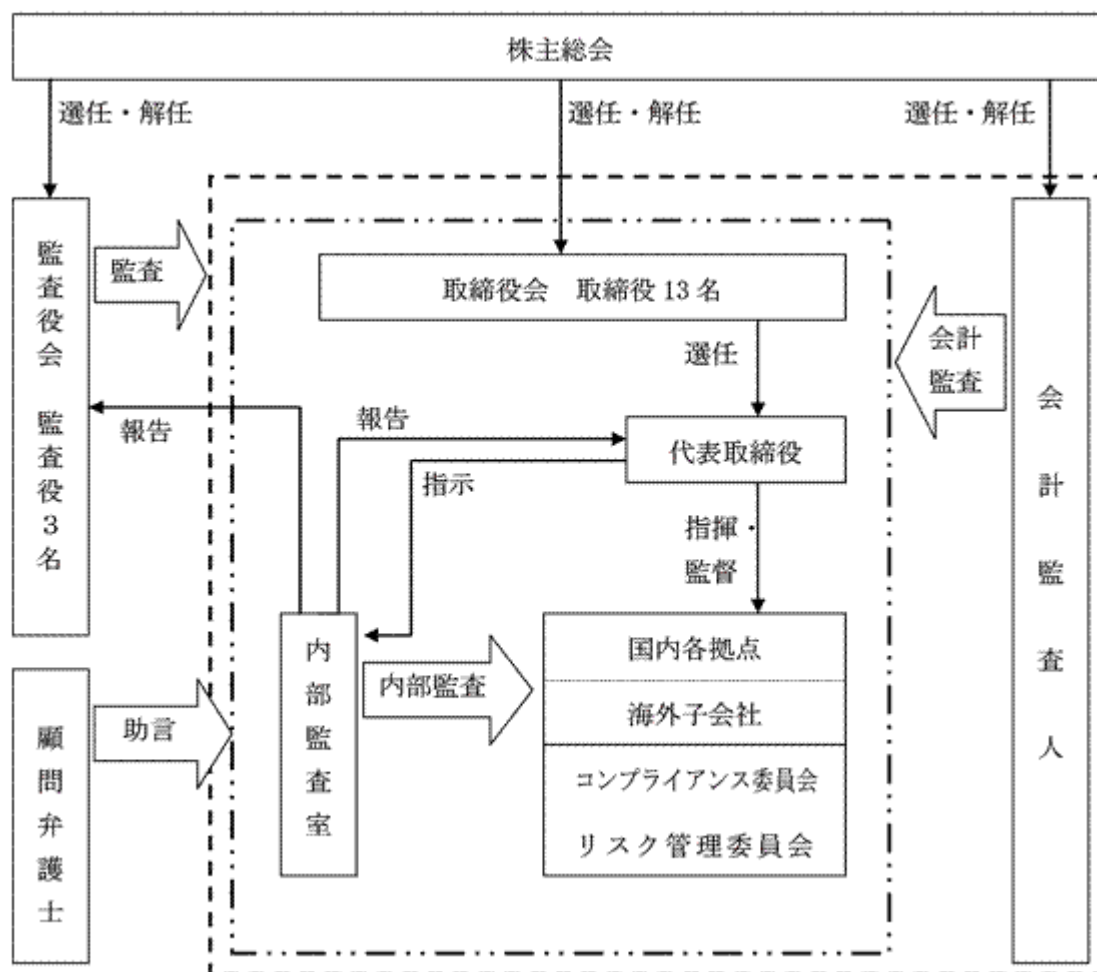 株主総会
選任・解任
選任・解任
選任・解任
監査役会　監査役３名
監査
取締役会　取締役 13 名
会計
監査
会計監査人
選任
報告
報告
代表取締役
指示
指揮・
監督
内部監査室
内部監査
国内各拠点
海外子会社
コンプライアンス委員会
リスク管理委員会
顧問弁護士
助言